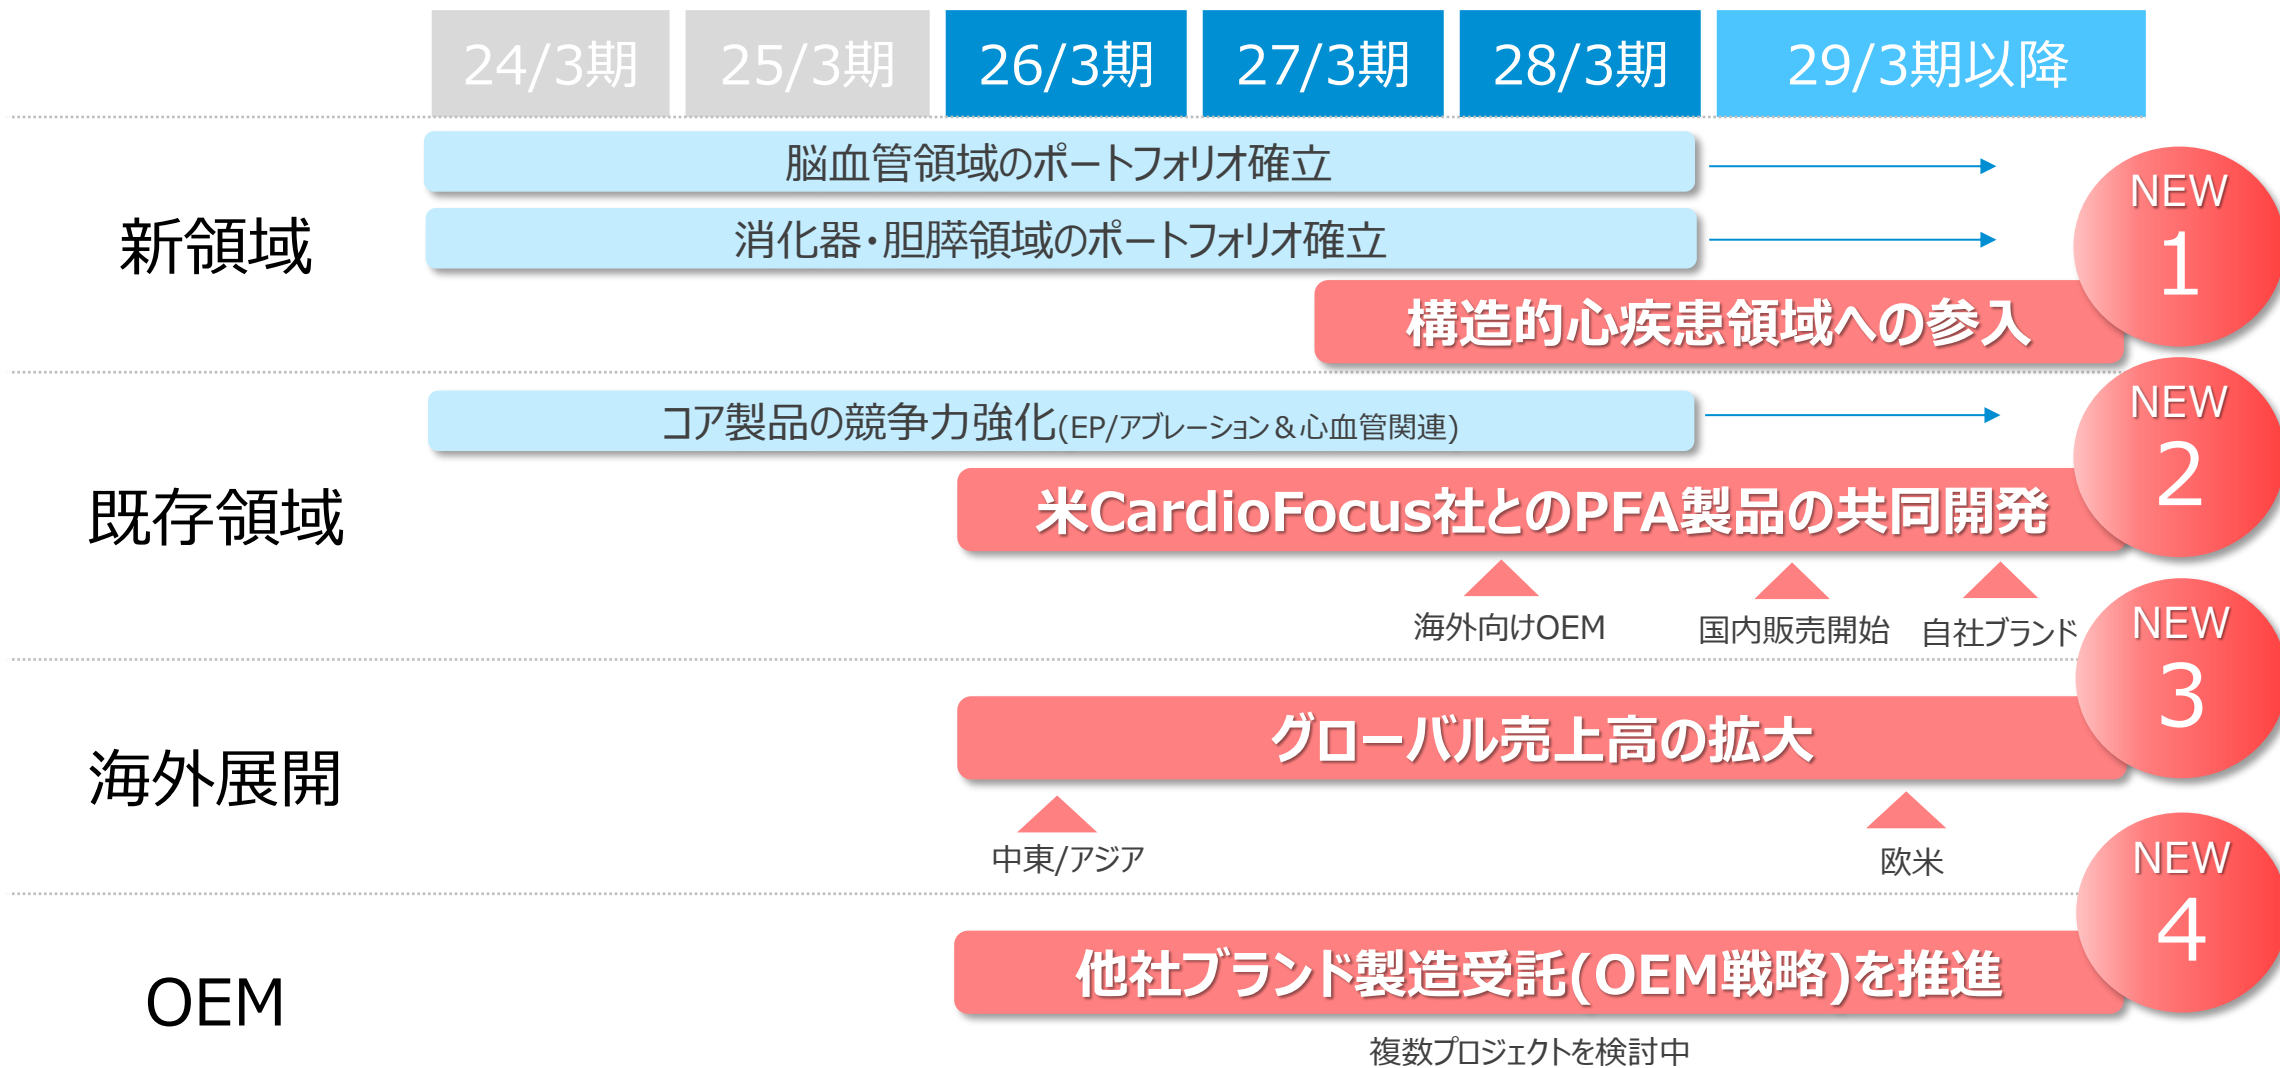 24/3期 25/3期 26/3期 27/3期 28/3期 29/3期以降
脳血管領域のポートフォリオ確立
新領域
消化器・胆膵領域のポートフォリオ確立
構造的心疾患領域への参入
NEW
1
既存領域
コア製品の競争力強化(EP/アブレーション＆心血管関連)
米CardioFocus社とのPFA製品の共同開発
NEW
2
海外向けOEM
国内販売開始
自社ブランド
海外展開
グローバル売上高の拡大
NEW
3
中東/アジア
欧米
OEM
他社ブランド製造受託(OEM戦略)を推進
NEW
4
複数プロジェクトを検討中